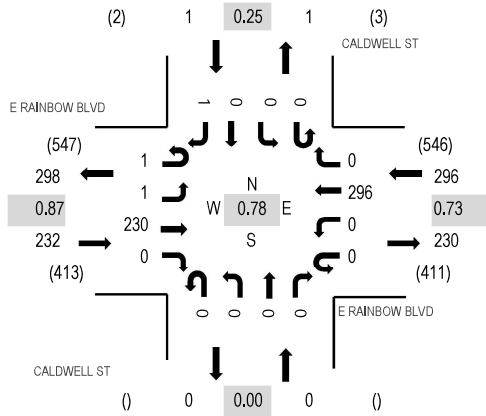 (2) 1 0.25 1 (3)
CALDWELL ST
E RAINBOW BLVD
1 0 0 0
(547) (546)
298 1 0 296
N
1 296
0.87 W 0.78 E 0.73
230 0
S
232 0 0 230
(413) (411)
0 0 0 0
E RAINBOW BLVD
CALDWELL ST
() 0 0.00 0 ()